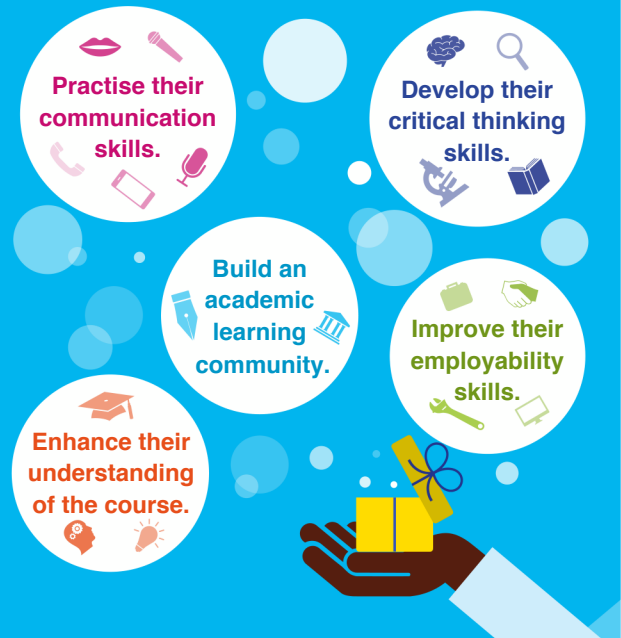 Practise their
communication
skills.
Develop their
critical thinking
skills.
Build an
academic
learning
community.
Improve their
employability
skills.
Enhance their
understanding
of the course.